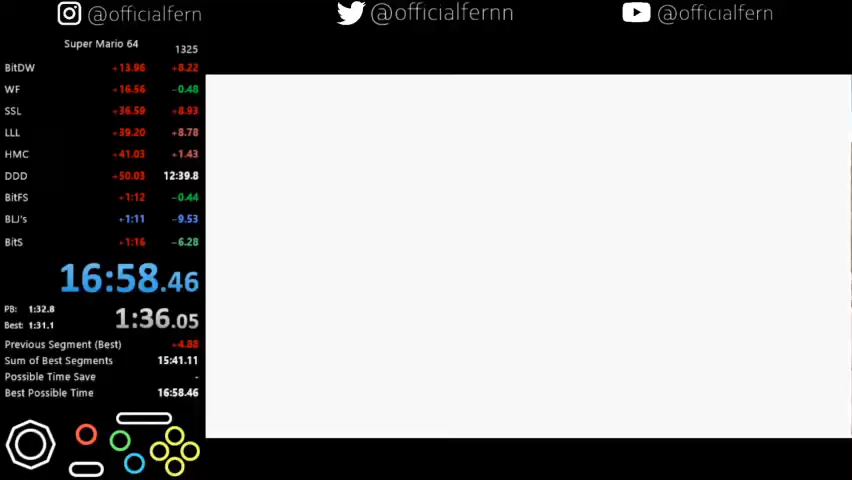 @officialfern
@officialfernn
@officialfern
Super Mario 64
1325
BitDW +13.96 +8.22
WF +16.56 −0.48
SSL +36.59 +8.93
LLL +39.20 +8.78
HMC +41.03 +1.43
DDD +50.03 12:39.8
BitFS +1:12 −0.44
BLJ's +1:11 −9.53
BitS +1:16 −6.28
16:58.46
PB: 1:32.8
Best: 1:31.1
1:36.05
Previous Segment (Best) +4.88
Sum of Best Segments 15:41.11
Possible Time Save -
Best Possible Time 16:58.46